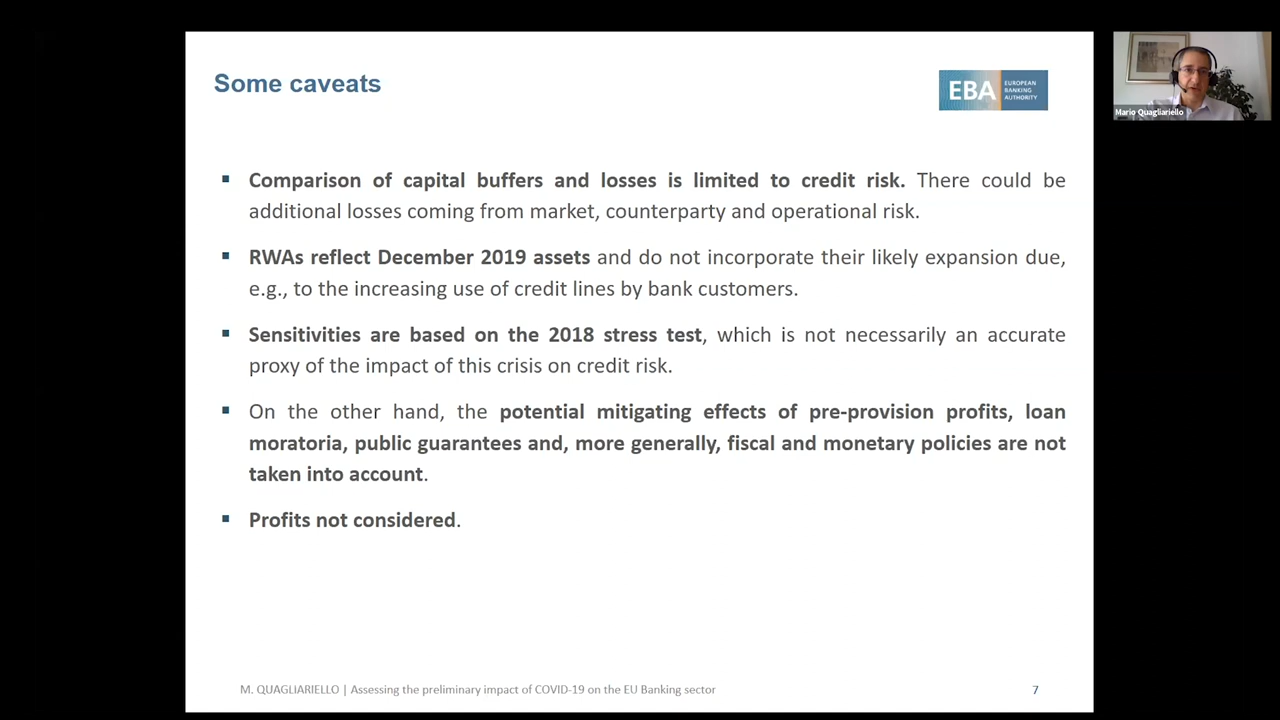 Some caveats
EBA
EUROPEAN
BANKING
AUTHORITY
Mario Quagliariello
▪ Comparison of capital buffers and losses is limited to credit risk. There could be
additional losses coming from market, counterparty and operational risk.
▪ RWAs reflect December 2019 assets and do not incorporate their likely expansion due,
e.g., to the increasing use of credit lines by bank customers.
▪ Sensitivities are based on the 2018 stress test, which is not necessarily an accurate
proxy of the impact of this crisis on credit risk.
▪ On the other hand, the potential mitigating effects of pre-provision profits, loan
moratoria, public guarantees and, more generally, fiscal and monetary policies are not
taken into account.
▪ Profits not considered.
M. QUAGLIARIELLO | Assessing the preliminary impact of COVID-19 on the EU Banking sector
7